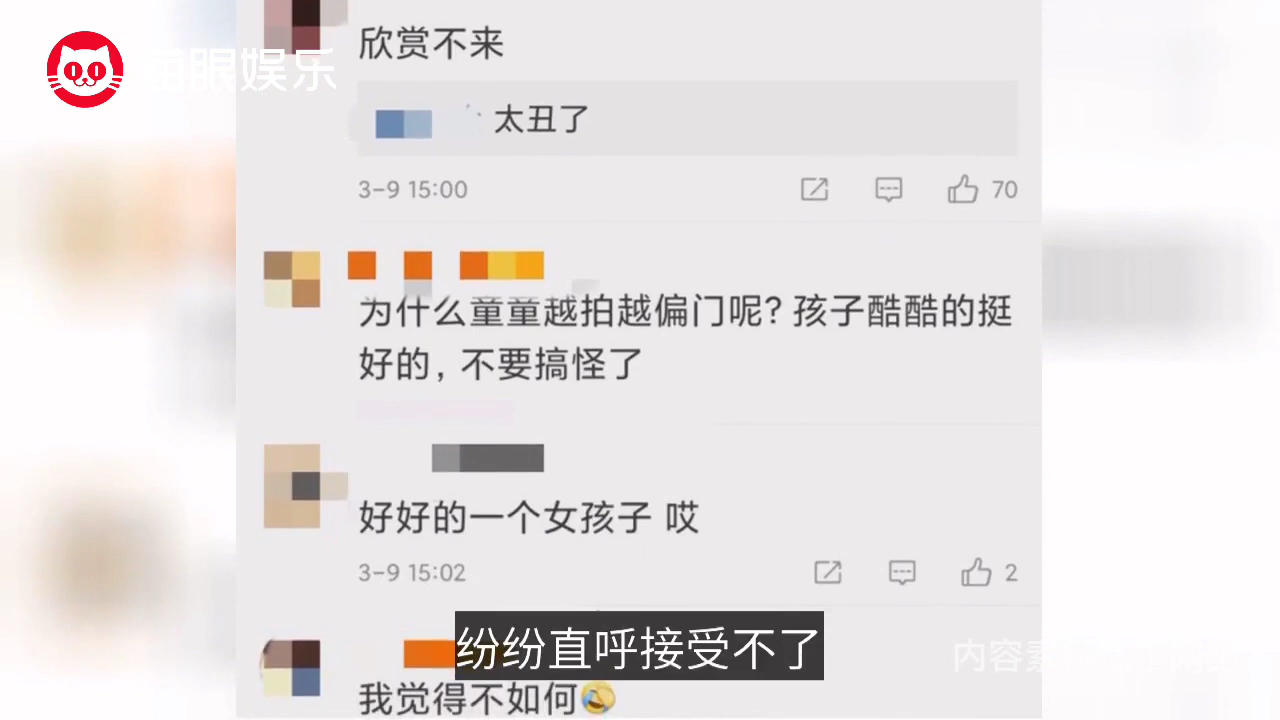 欣赏不来
猫眼娱乐
太丑了
3-9 15:00
70
为什么童童越拍越偏门呢？孩子酷酷的挺
好的，不要搞怪了
好好的一个女孩子 哎
3-9 15:02
2
纷纷直呼接受不了
内容素
我觉得不如何